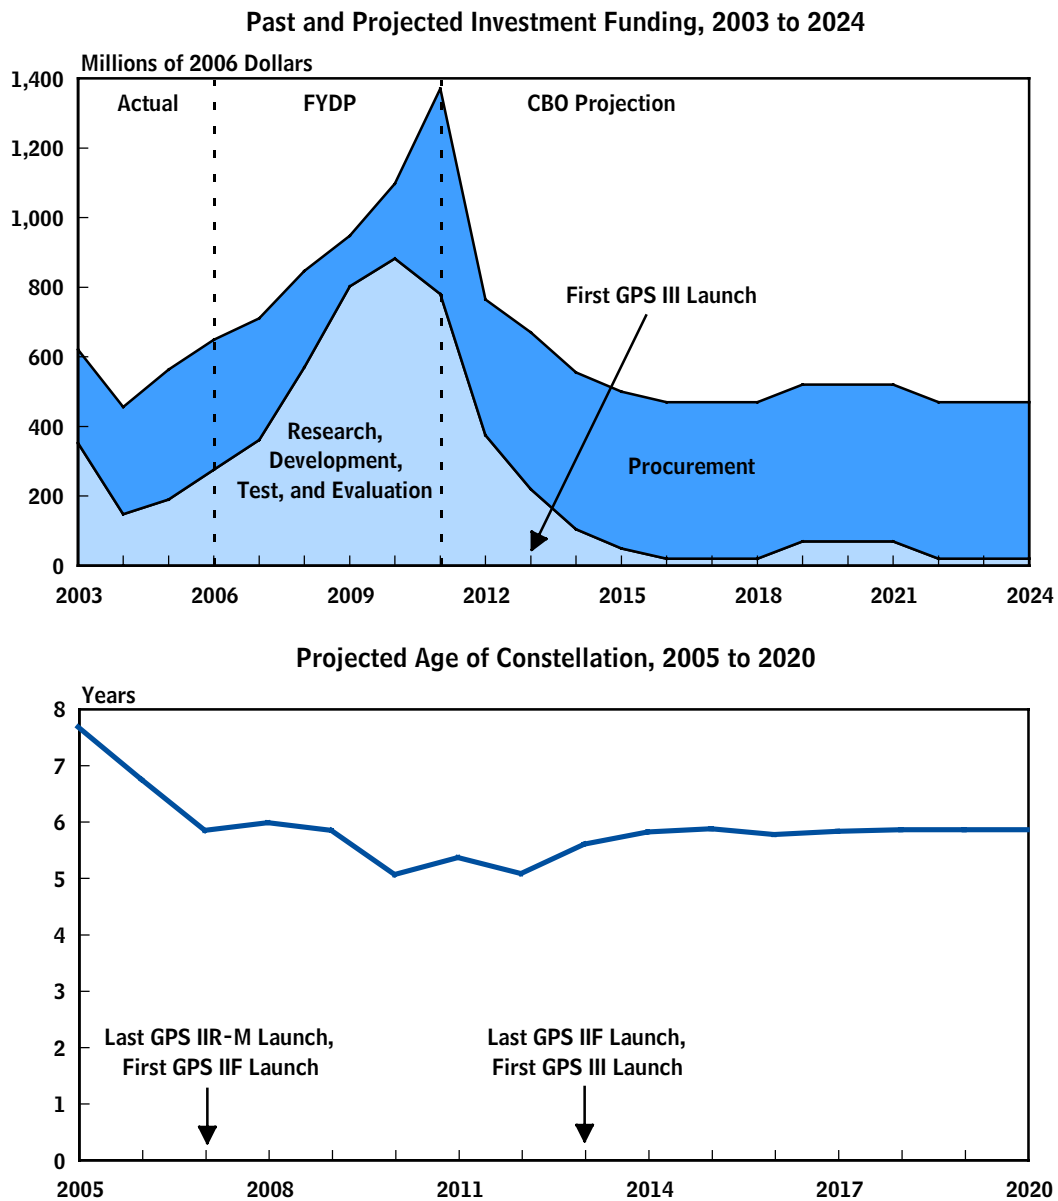 Past and Projected Investment Funding, 2003 to 2024
Millions of 2006 Dollars
1,400
Actual
FYDP
CBO Projection
1,200
1,000
800
First GPS III Launch
600
400
Research,
Development,
Test, and Evaluation
Procurement
200
0
2003 2006 2009 2012 2015 2018 2021 2024
Projected Age of Constellation, 2005 to 2020
Years
8
7
6
5
4
3
2
Last GPS IIR-M Launch,
First GPS IIF Launch
Last GPS IIF Launch,
First GPS III Launch
1
0
2005 2008 2011 2014 2017 2020